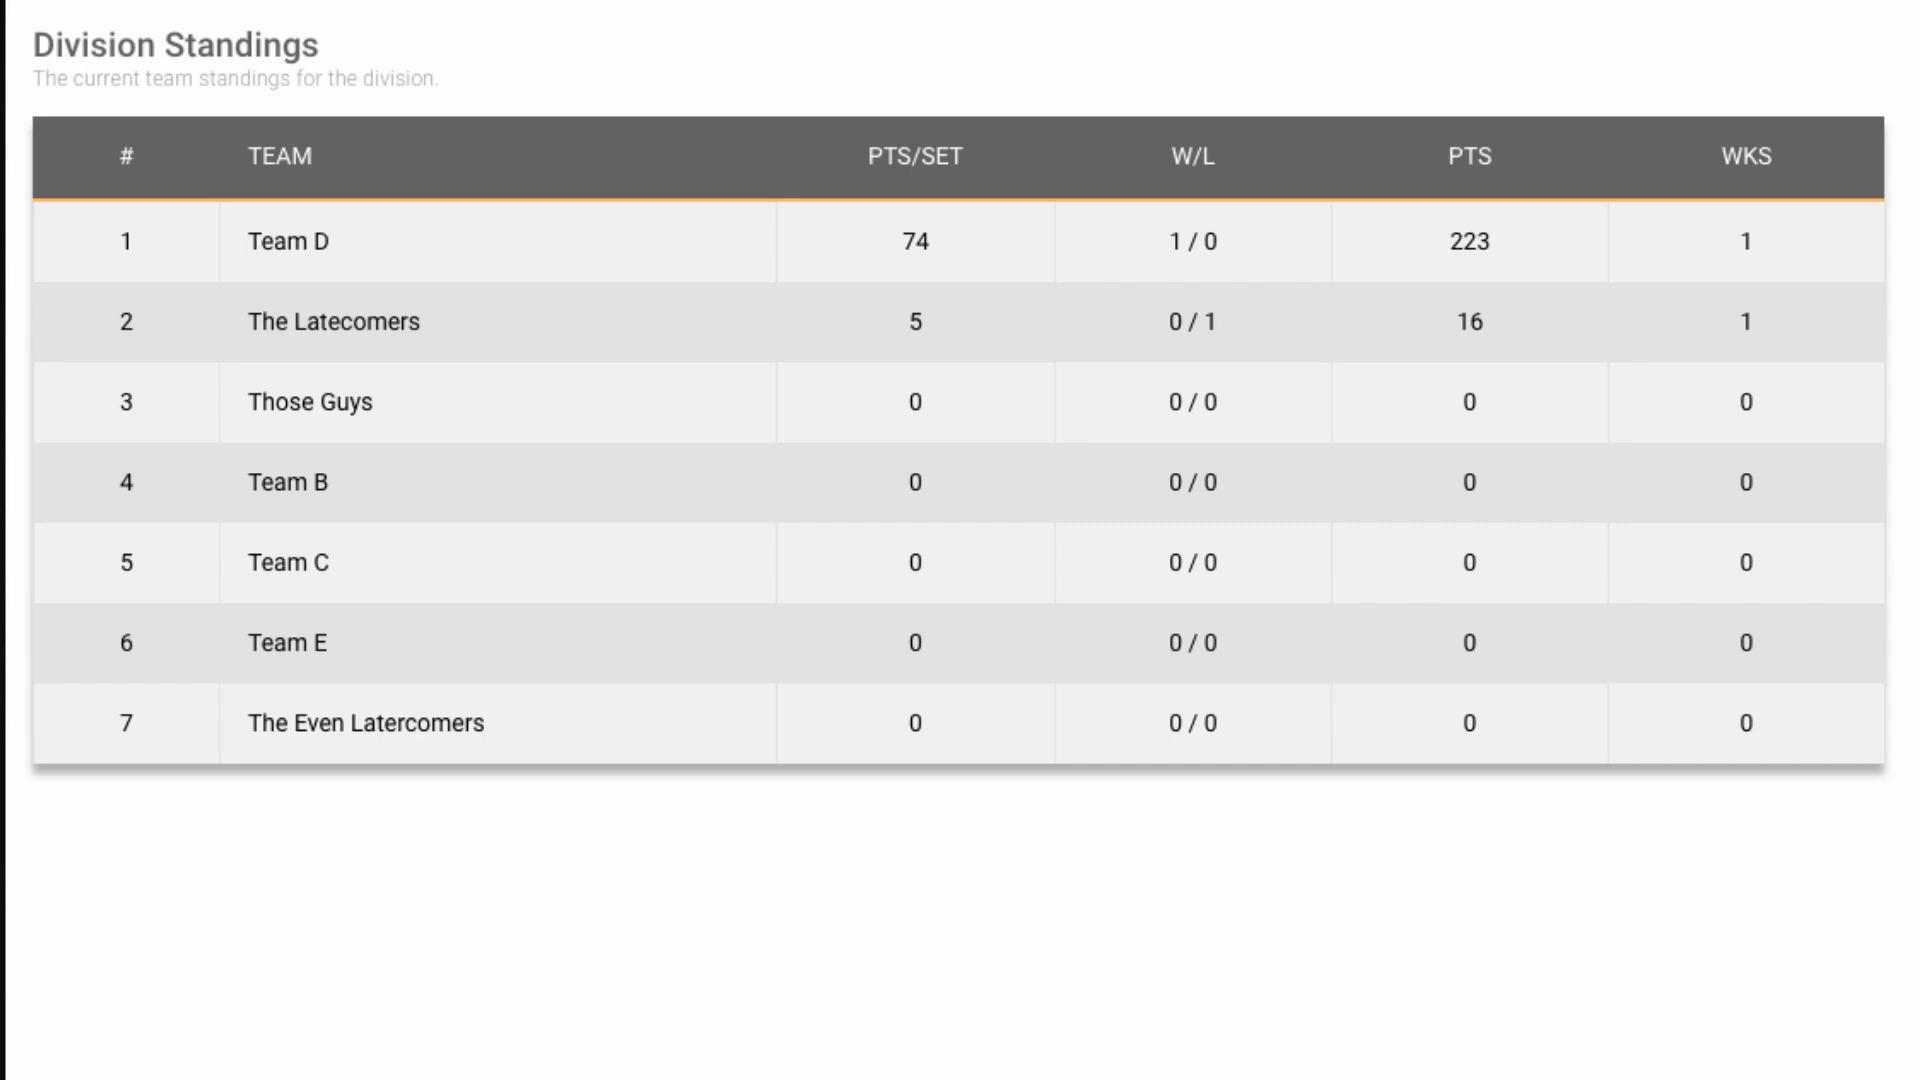 Division Standings
The current team standings for the division.
# TEAM PTS/SET W/L PTS WKS
1 Team D 74 1 / 0 223 1
2 The Latecomers 5 0 / 1 16 1
3 Those Guys 0 0 / 0 0 0
4 Team B 0 0 / 0 0 0
5 Team C 0 0 / 0 0 0
6 Team E 0 0 / 0 0 0
7 The Even Latercomers 0 0 / 0 0 0